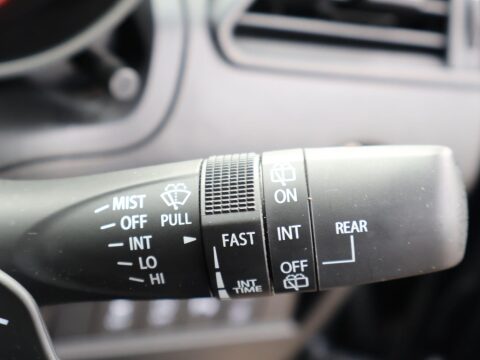 MIST
OFF
INT
LO
HI
PULL
FAST
INT
TIME
ON
INT
OFF
REAR